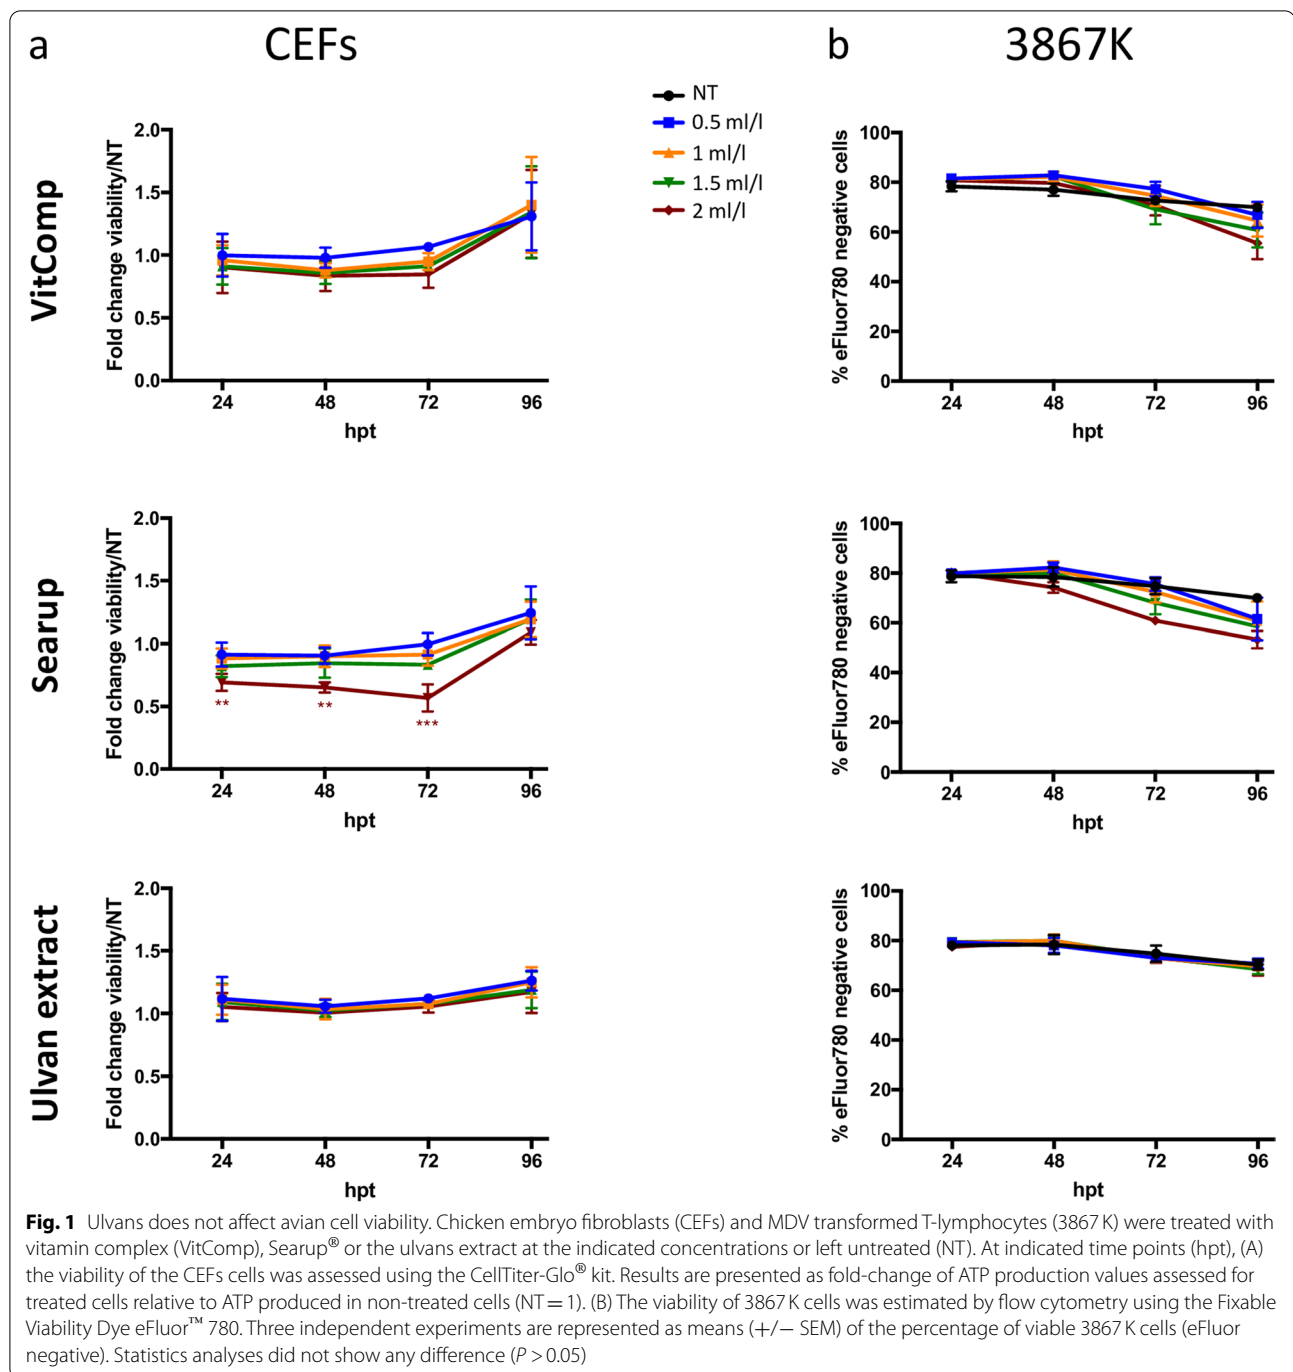 a CEFs b 3867K
NT
0.5 ml/l
1 ml/l
1.5 ml/l
2 ml/l
VitComp
Fold change viability/NT
2.0
1.5
1.0
0.5
0.0
24 48 72 96
hpt
% eFluor780 negative cells
100
80
60
40
20
0
24 48 72 96
hpt
Searup
Fold change viability/NT
2.0
1.5
1.0
0.5
0.0
** ** ***
24 48 72 96
hpt
% eFluor780 negative cells
100
80
60
40
20
0
24 48 72 96
hpt
Ulvan extract
Fold change viability/NT
2.0
1.5
1.0
0.5
0.0
24 48 72 96
hpt
% eFluor780 negative cells
100
80
60
40
20
0
24 48 72 96
hpt
Fig. 1 Ulvans does not affect avian cell viability. Chicken embryo fibroblasts (CEFs) and MDV transformed T-lymphocytes (3867 K) were treated with
vitamin complex (VitComp), Searup® or the ulvans extract at the indicated concentrations or left untreated (NT). At indicated time points (hpt), (A)
the viability of the CEFs cells was assessed using the CellTiter-Glo® kit. Results are presented as fold-change of ATP production values assessed for
treated cells relative to ATP produced in non-treated cells (NT = 1). (B) The viability of 3867 K cells was estimated by flow cytometry using the Fixable
Viability Dye eFluor™ 780. Three independent experiments are represented as means (+/− SEM) of the percentage of viable 3867 K cells (eFluor
negative). Statistics analyses did not show any difference (P > 0.05)